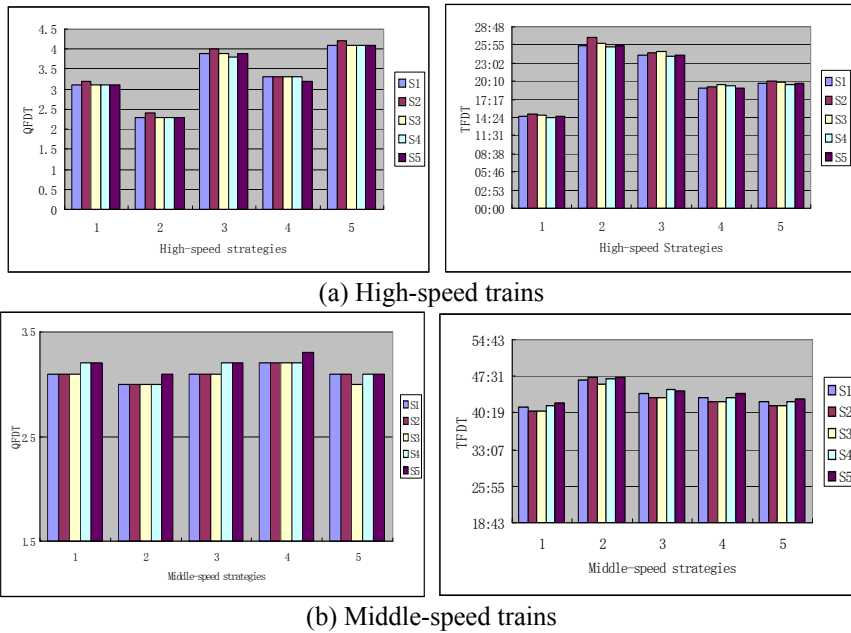 4.5
4
3.5
3
2.5
2
1.5
1
0.5
0
QFDT
1 2 3 4 5
High-speed strategies
S1
S2
S3
S4
S5
28:48
25:55
23:02
20:10
17:17
14:24
11:31
08:38
05:46
02:53
00:00
TFDT
1 2 3 4 5
High-speed Strategies
S1
S2
S3
S4
S5
(a) High-speed trains
3.5
2.5
1.5
QFDT
1 2 3 4 5
Middle-speed strategies
S1
S2
S3
S4
S5
54:43
47:31
40:19
33:07
25:55
18:43
TFDT
1 2 3 4 5
Middle-speed strategies
S1
S2
S3
S4
S5
(b) Middle-speed trains